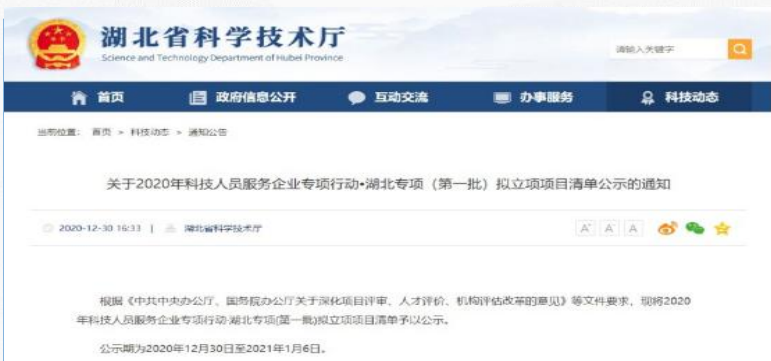 湖北省科学技术厅
Science and Technology Department of Hubei Province
请输入关键字
首页 政府信息公开 互动交流 办事服务 科技动态
当前位置： 首页 > 科技动态 > 通知公告
关于2020年科技人员服务企业专项行动•湖北专项（第一批）拟立项项目清单公示的通知
2020-12-30 16:33 | 湖北省科学技术厅 A+ A A-
根据《中共中央办公厅、国务院办公厅关于深化项目评审、人才评价、机构评估改革的意见》等文件要求，现将2020
年科技人员服务企业专项行动·湖北专项(第一批)拟立项项目清单予以公示。
公示期为2020年12月30日至2021年1月6日。